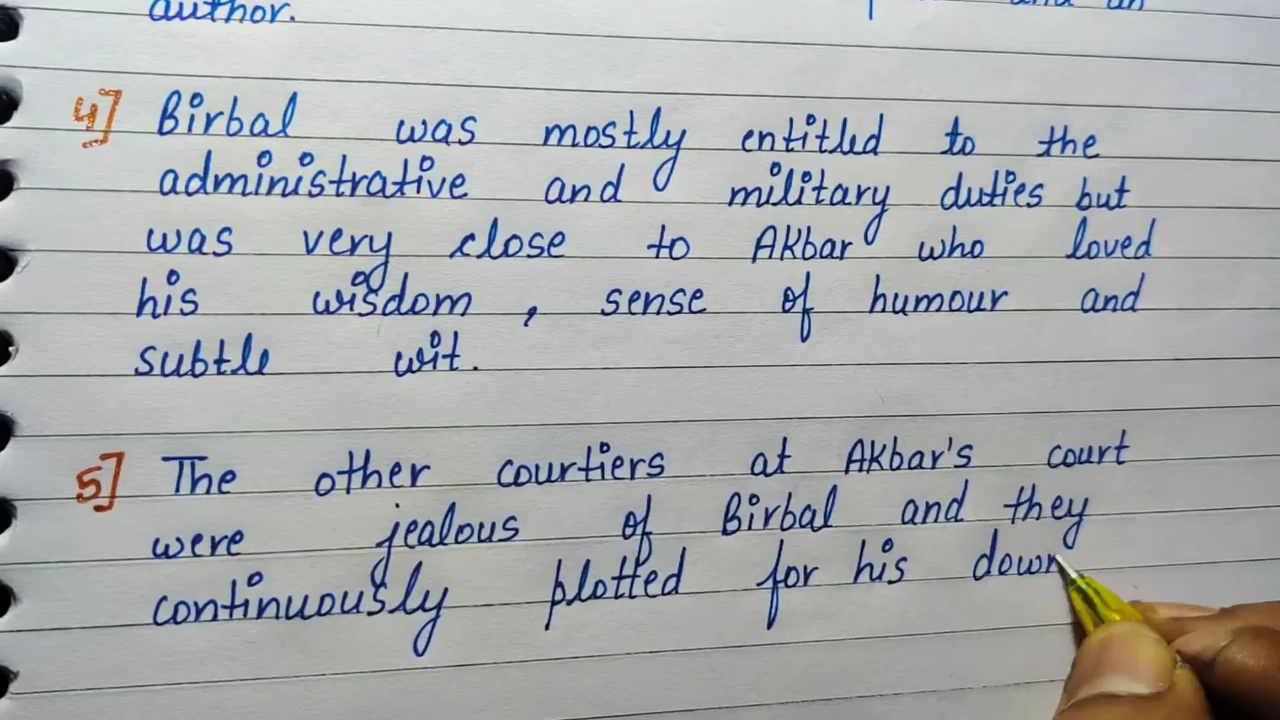 author. and an
4] Birbal was mostly entitled to the
administrative and military duties but
was very close to Akbar who loved
his wisdom, sense of humour and
subtle wit.
5] The other courtiers at Akbar's court
were jealous of Birbal and they
continuously plotted for his down